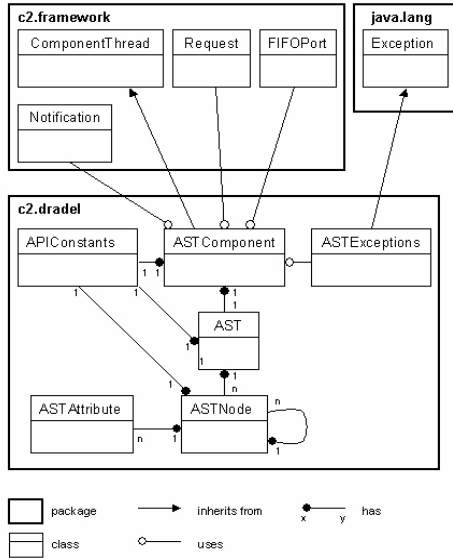 c2.framework
java.lang
ComponentThread
Request
FIFOPort
Exception
Notification
c2.dradel
APIConstants
ASTComponent
ASTExceptions
1 1
1
1
1
AST
1
1
1
1
n
n
ASTAttribute
ASTNode
n
1
1
package
inherits from
x y
has
class
uses